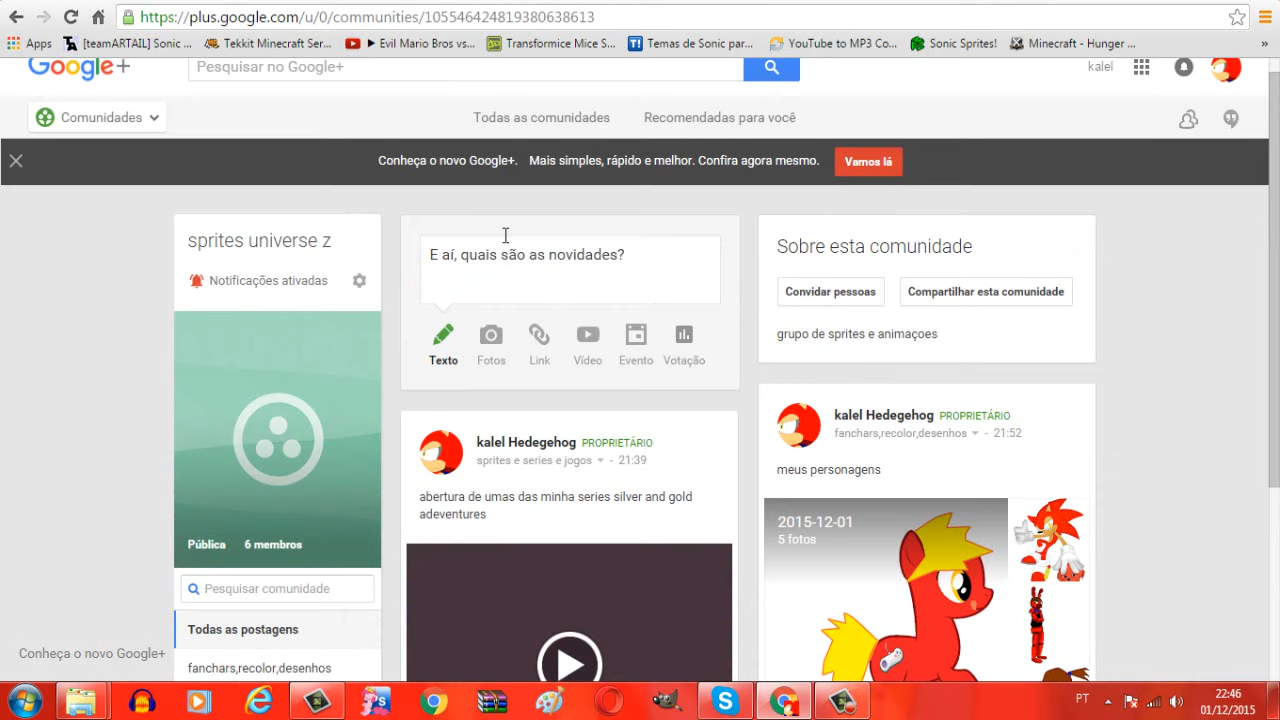 https://plus.google.com/u/0/communities/105546424819380638613
Apps
[teamARTAIL] Sonic ...
Tekkit Minecraft Ser...
► Evil Mario Bros vs...
Transformice Mice S...
Temas de Sonic par...
YouTube to MP3 Co...
Sonic Sprites!
Minecraft - Hunger ...
»
Google+
Pesquisar no Google+
kalel
Comunidades
Todas as comunidades
Recomendadas para você
Conheça o novo Google+. Mais simples, rápido e melhor. Confira agora mesmo.
Vamos lá
sprites universe z
Notificações ativadas
Pública
6 membros
Pesquisar comunidade
Todas as postagens
fanchars,recolor,desenhos
Conheça o novo Google+
E aí, quais são as novidades?
Texto
Fotos
Link
Vídeo
Evento
Votação
kalel Hedegehog PROPRIETÁRIO
sprites e series e jogos - 21:39
abertura de umas das minha series silver and gold
adeventures
Sobre esta comunidade
Convidar pessoas
Compartilhar esta comunidade
grupo de sprites e animaçoes
kalel Hedegehog PROPRIETÁRIO
fanchars,recolor,desenhos - 21:52
meus personagens
2015-12-01
5 fotos
PT
22:46
01/12/2015